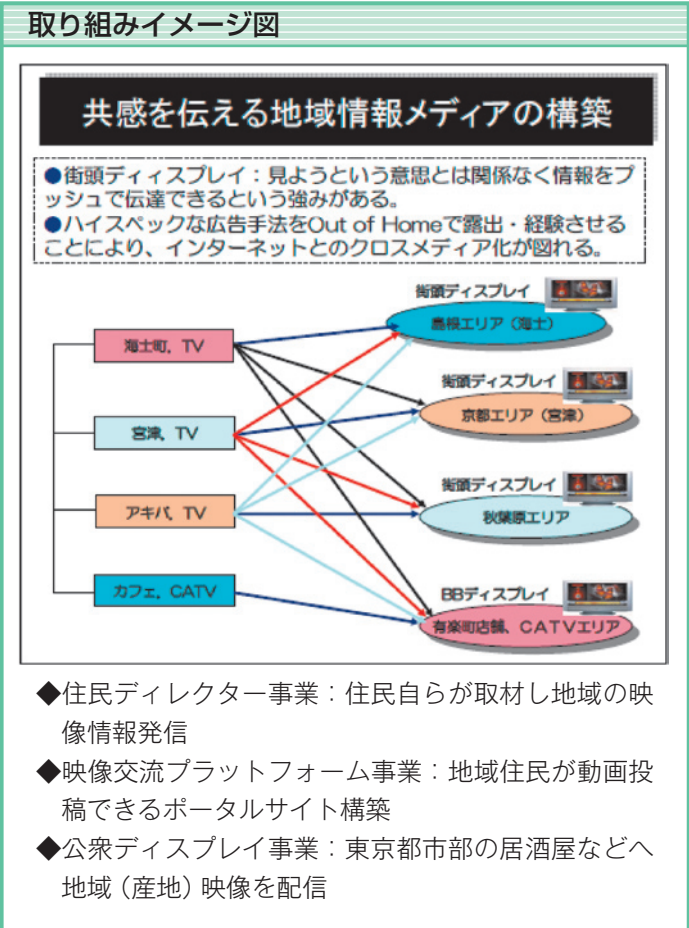 取り組みイメージ図
共感を伝える地域情報メディアの構築
●街頭ディィスプレイ：見ようという意思とは関係なく情報をプ
ッシュで伝達できるという強みがある。
●ハイスペックな広告手法をOut of Homeで露出・経験させる
ことにより、インターネットとのクロスメディア化が図れる。
街頭ディスプレイ
島根エリア（海士）
海士町．TV
街頭ディスプレイ
京都エリア（宮津）
宮津．TV
街頭ディスプレイ
秋葉原エリア
アキバ．TV
カフェ．CATV
BBディスプレイ
有楽町店舗、CATVエリア
◆住民ディレクター事業：住民自らが取材し地域の映
像情報発信
◆映像交流プラットフォーム事業：地域住民が動画投
稿できるポータルサイト構築
◆公衆ディスプレイ事業：東京都市部の居酒屋などへ
地域（産地）映像を配信